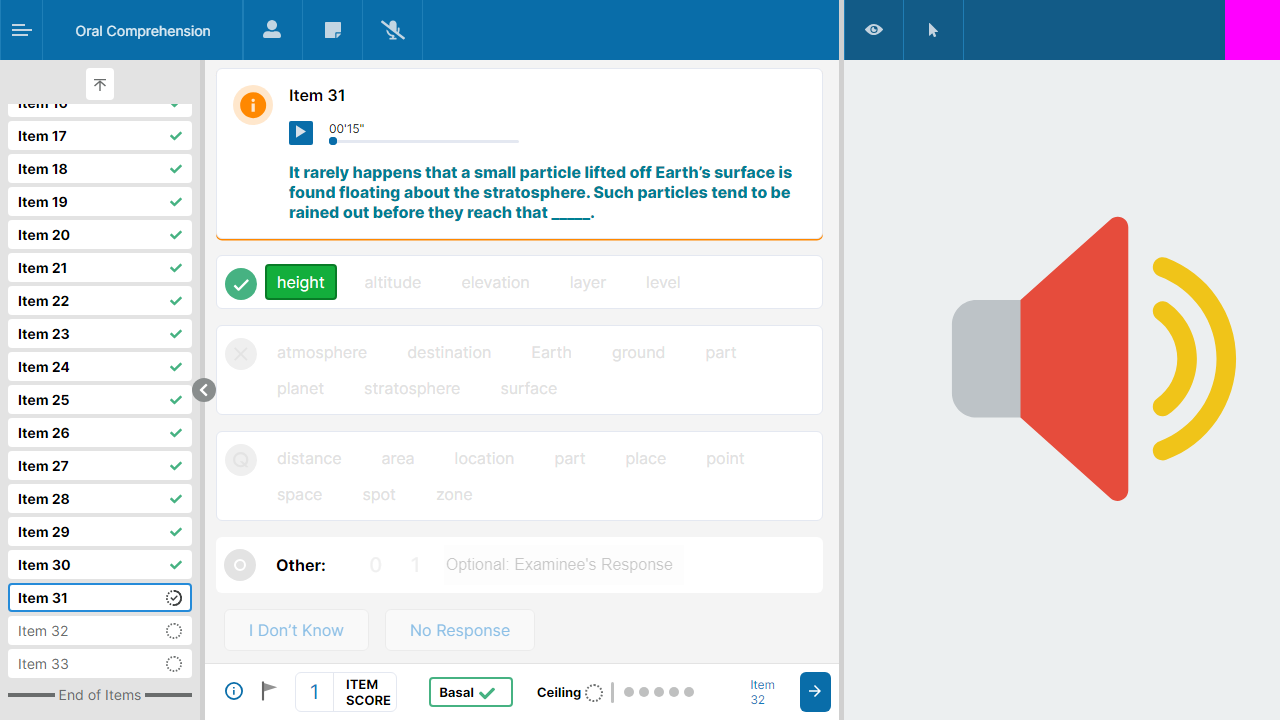 Oral Comprehension
Item 16
Item 17
Item 18
Item 19
Item 20
Item 21
Item 22
Item 23
Item 24
Item 25
Item 26
Item 27
Item 28
Item 29
Item 30
Item 31
Item 32
Item 33
End of Items
Item 31
00'15"
It rarely happens that a small particle lifted off Earth's surface is
found floating about the stratosphere. Such particles tend to be
rained out before they reach that _____.
height altitude elevation layer level
atmosphere destination Earth ground part
planet stratosphere surface
Q distance area location part place point
space spot zone
Other: 0 1 Optional: Examinee's Response
I Don't Know No Response
1 ITEM SCORE Basal Ceiling Item 32